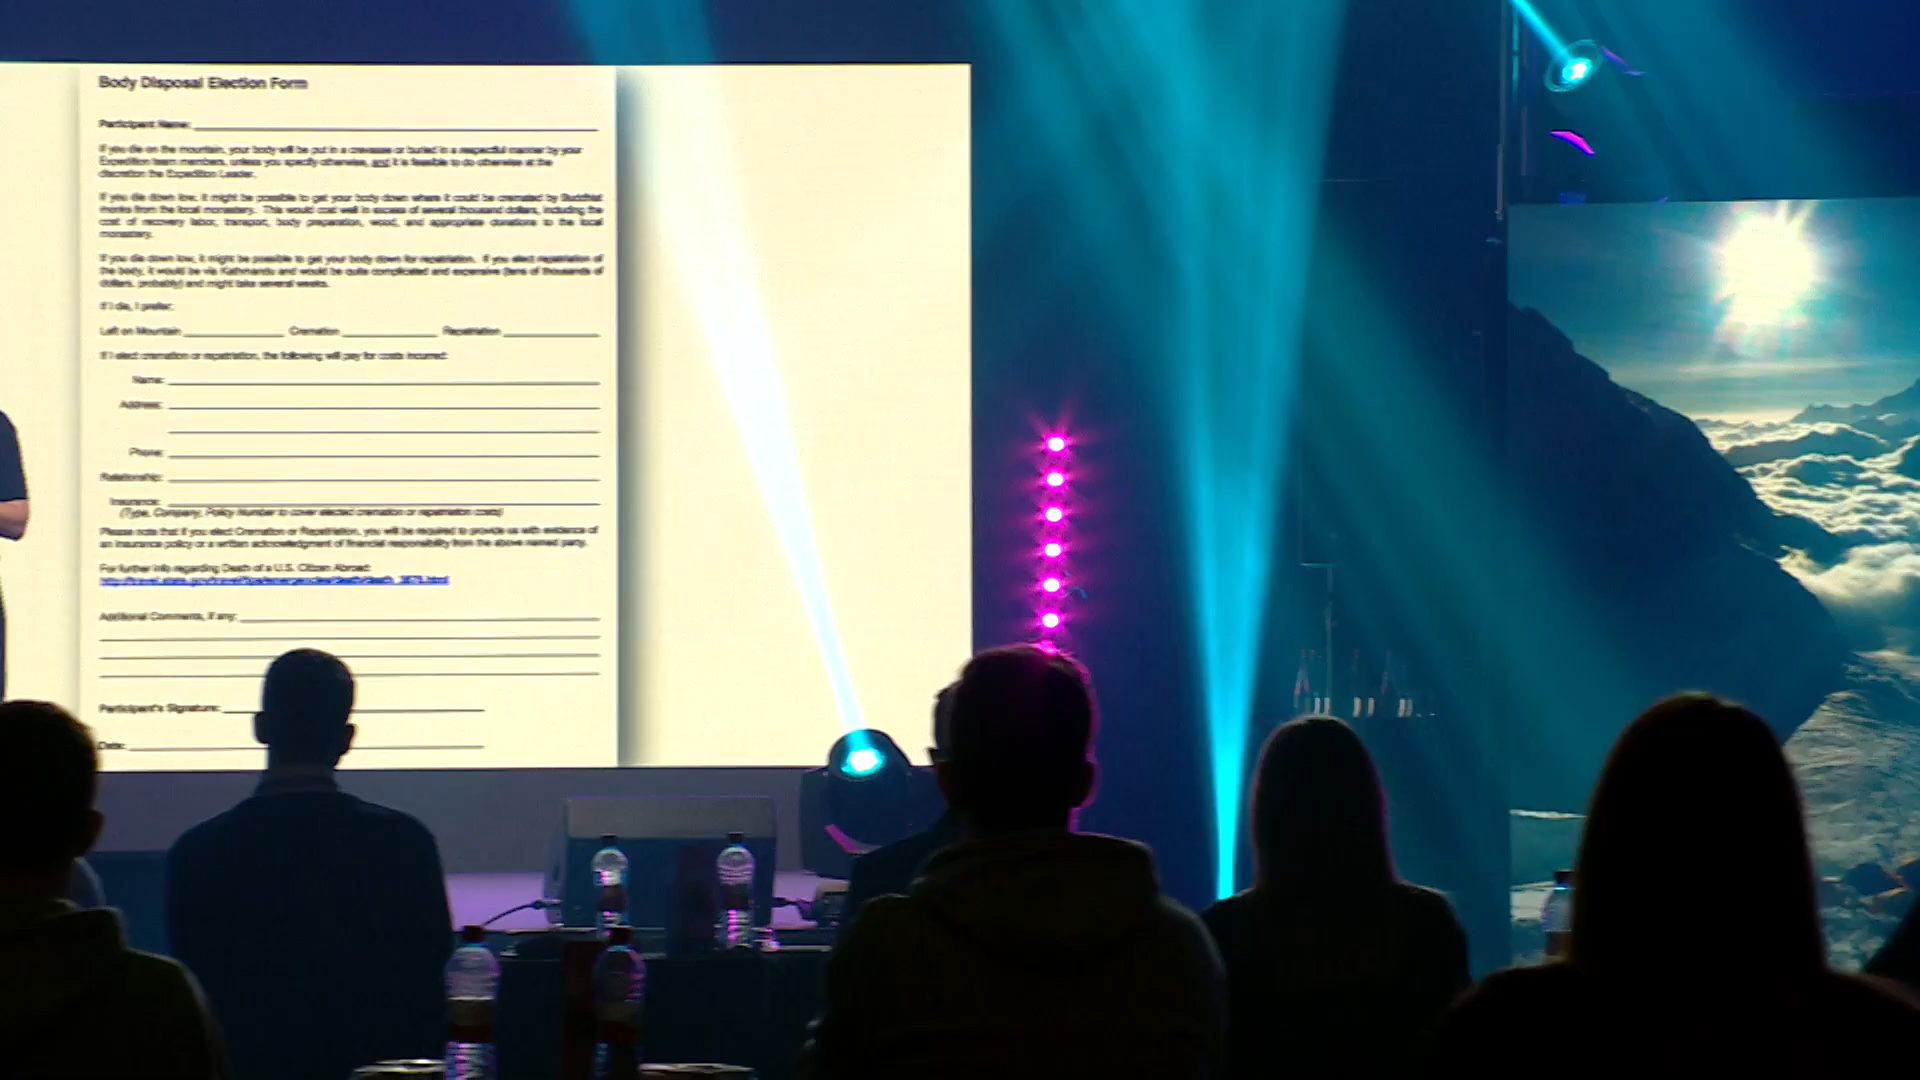 Body Disposal Election Form
Participant Name:
If you die on the mountain, your body will be put in a crevasse or buried in a respectful manner by your
Expedition team members, unless you specify otherwise, and it is feasible to do otherwise at the
discretion the Expedition Leader.
If you die down low, it might be possible to get your body down where it could be cremated by Buddhist
monks from the local monastery. This would cost well in excess of several thousand dollars, including the
cost of recovery labor, transport, body preparation, wood, and appropriate donations to the local
monastery.
If you die down low, it might be possible to get your body down for repatriation. If you elect repatriation of
the body, it would be via Kathmandu and would be quite complicated and expensive (tens of thousands of
dollars, probably) and might take several weeks.
If I die, I prefer:
Left on Mountain Cremation Repatriation
If I elect cremation or repatriation, the following will pay for costs incurred:
Name:
Address:
Phone:
Relationship:
Insurance:
(Type, Company, Policy Number to cover elected cremation or repatriation costs)
Please note that if you elect Cremation or Repatriation, you will be required to provide us with evidence of
an insurance policy or a written acknowledgment of financial responsibility from the above named party.
For further info regarding Death of a U.S. Citizen Abroad:
Additional Comments, if any:
Participant's Signature:
Date: